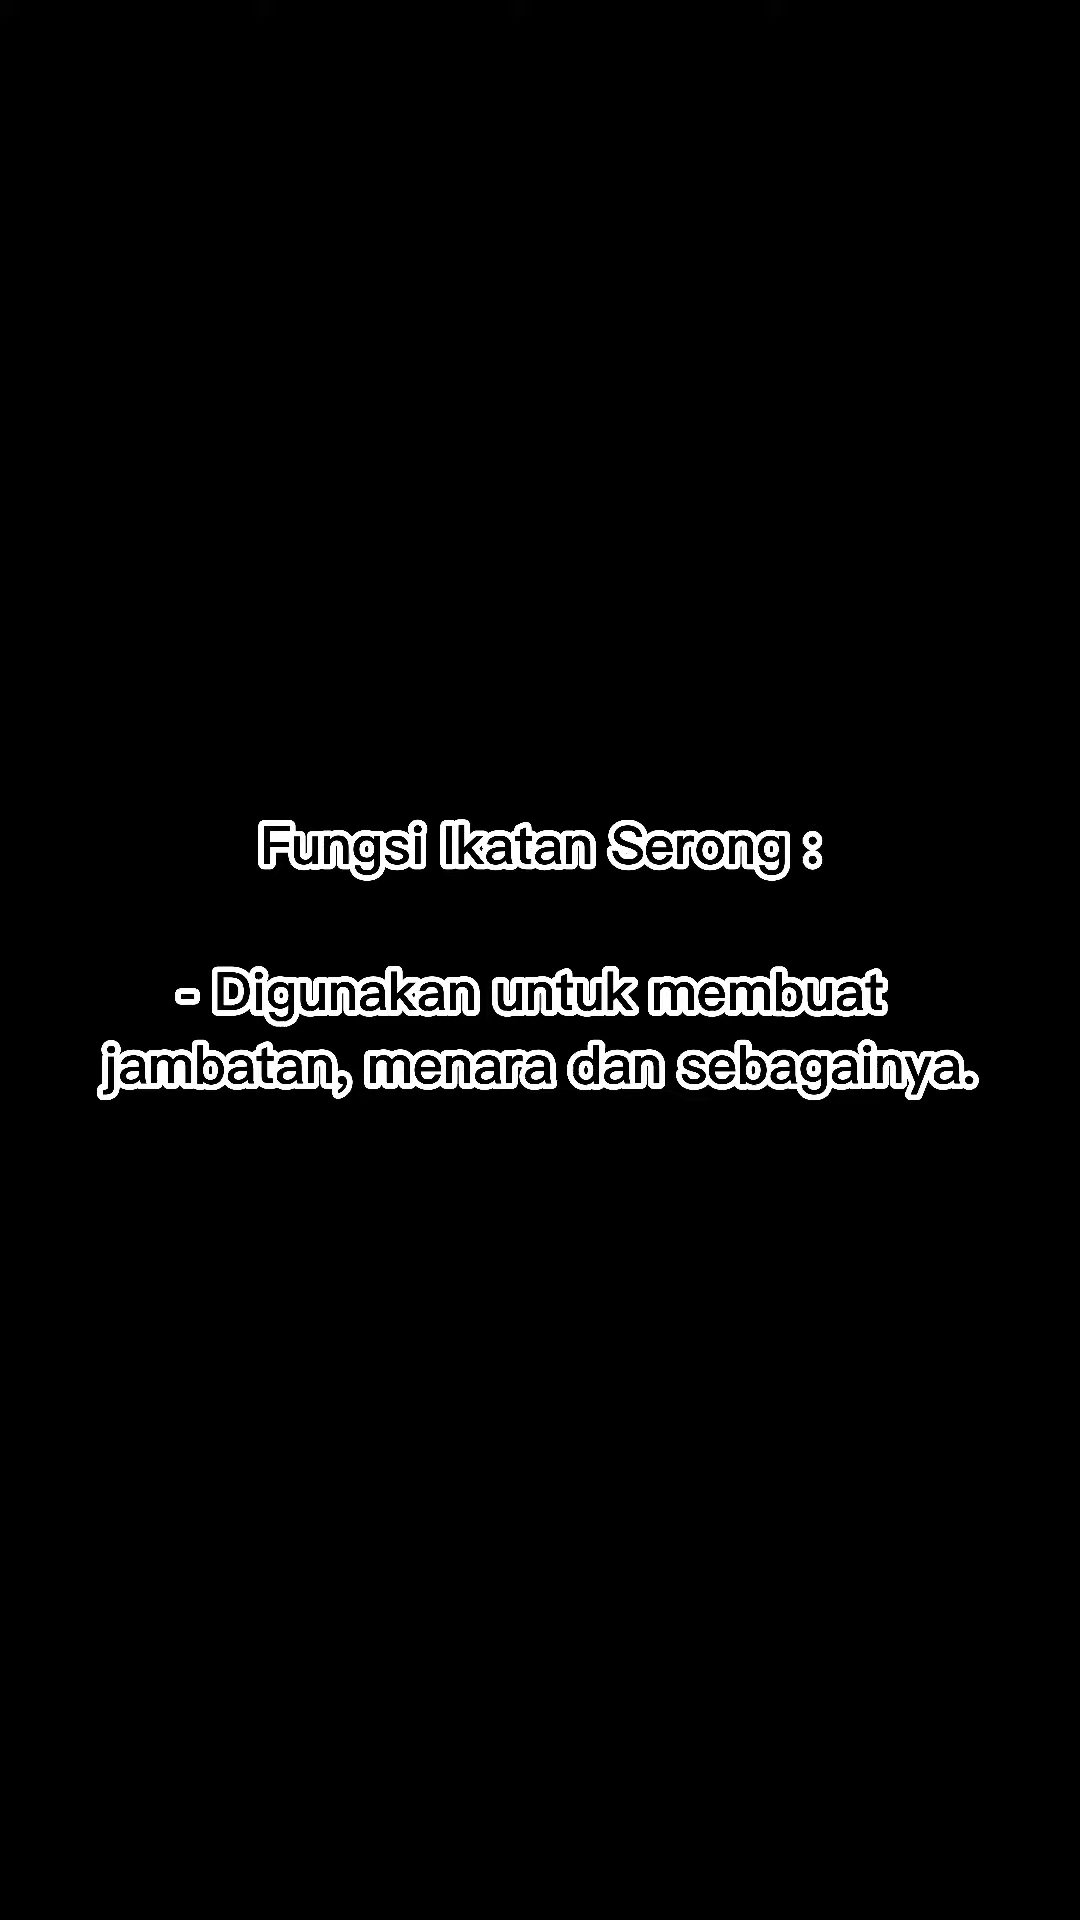 Fungsi Ikatan Serong :
- Digunakan untuk membuat
jambatan, menara dan sebagainya.